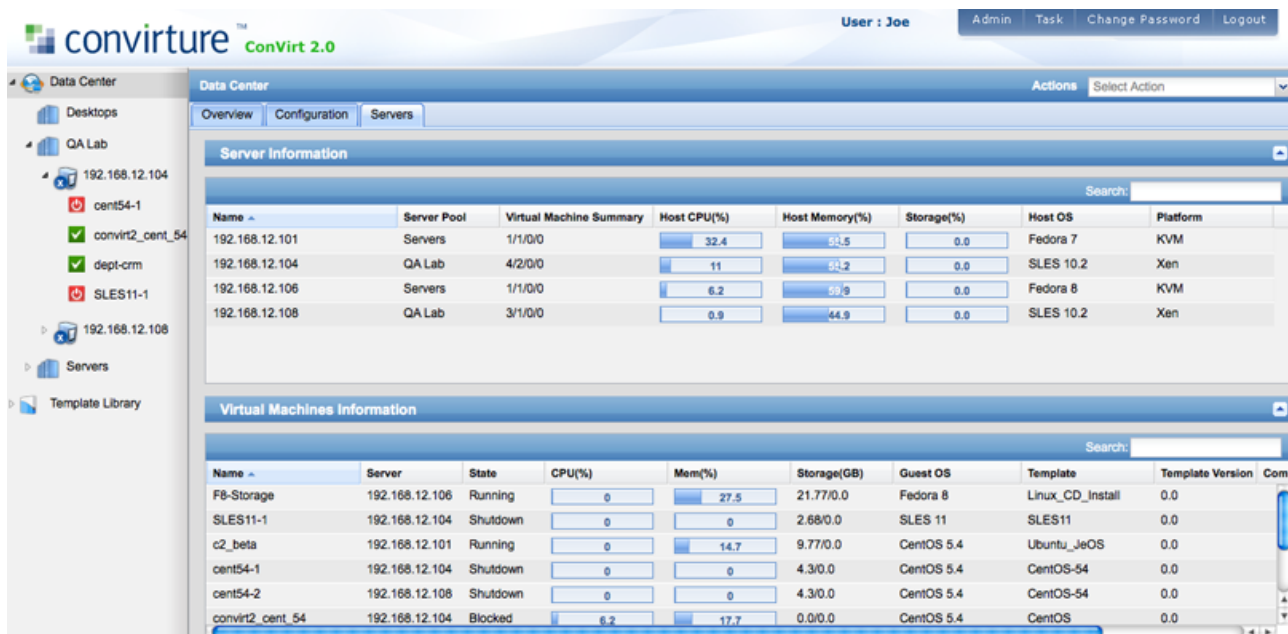 User : Joe
Admin Task Change Password Logout
convirture™ ConVirt 2.0
Data Center
Desktops
QA Lab
192.168.12.104
cent54-1
convirt2_cent_54
dept-crm
SLES11-1
192.168.12.108
Servers
Template Library
Data Center Actions Select Action
Overview Configuration Servers
Server Information
Search:
Name Server Pool Virtual Machine Summary Host CPU(%) Host Memory(%) Storage(%) Host OS Platform
192.168.12.101 Servers 1/1/0/0 32.4 0.0 Fedora 7 KVM
192.168.12.104 QA Lab 4/2/0/0 11 0.0 SLES 10.2 Xen
192.168.12.106 Servers 1/1/0/0 6.2 59.9 0.0 Fedora 8 KVM
192.168.12.108 QA Lab 3/1/0/0 0.9 44.9 0.0 SLES 10.2 Xen
Virtual Machines Information
Search:
Name Server State CPU(%) Mem(%) Storage(GB) Guest OS Template Template Version Com
F8-Storage 192.168.12.106 Running 0 27.5 21.77/0.0 Fedora 8 Linux_CD_Install 0.0
SLES11-1 192.168.12.104 Shutdown 0 0 2.68/0.0 SLES 11 SLES11 0.0
c2_beta 192.168.12.101 Running 0 14.7 9.77/0.0 CentOS 5.4 Ubuntu_JeOS 0.0
cent54-1 192.168.12.104 Shutdown 0 0 4.3/0.0 CentOS 5.4 CentOS-54 0.0
cent54-2 192.168.12.108 Shutdown 0 0 4.3/0.0 CentOS 5.4 CentOS-54 0.0
convirt2_cent_54 192.168.12.104 Blocked 6.2 17.7 0.0/0.0 CentOS 5.4 CentOS 0.0